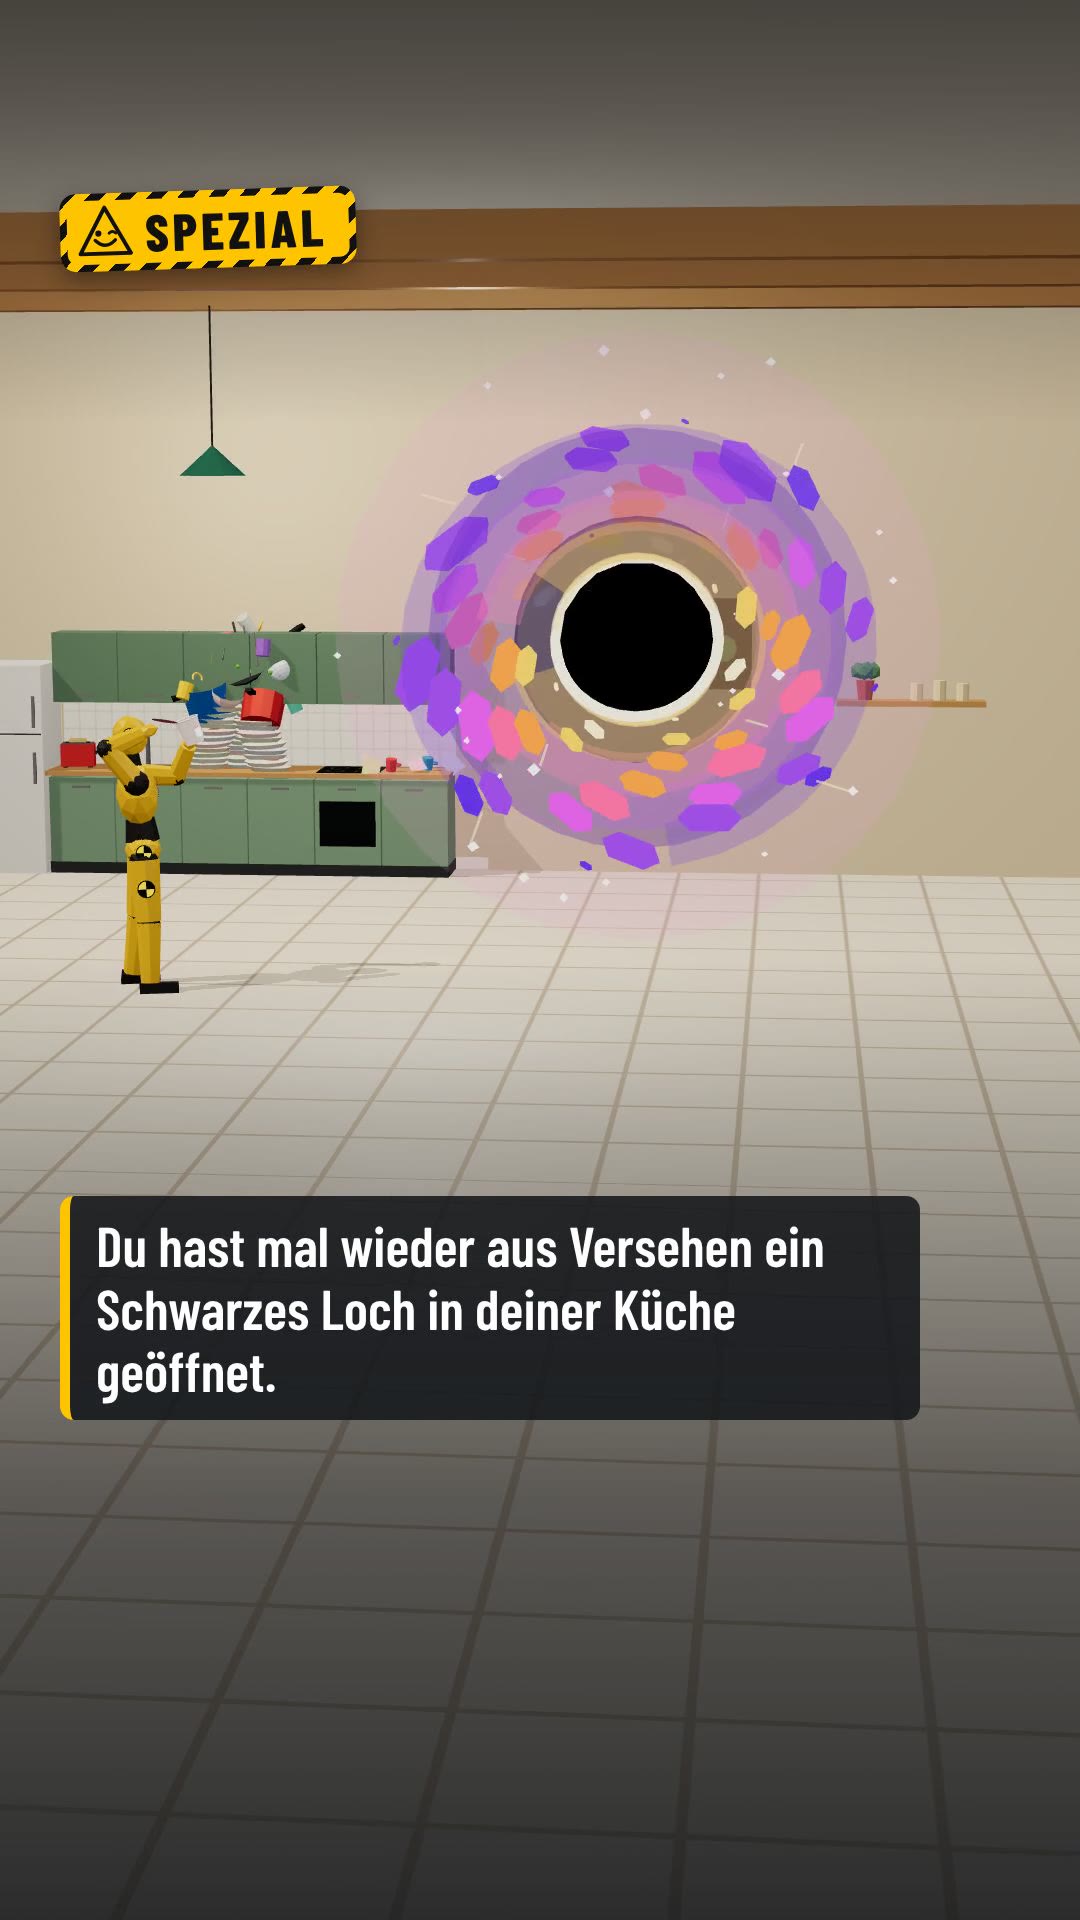 SPEZIAL
Du hast mal wieder aus Versehen ein
Schwarzes Loch in deiner Küche
geöffnet.